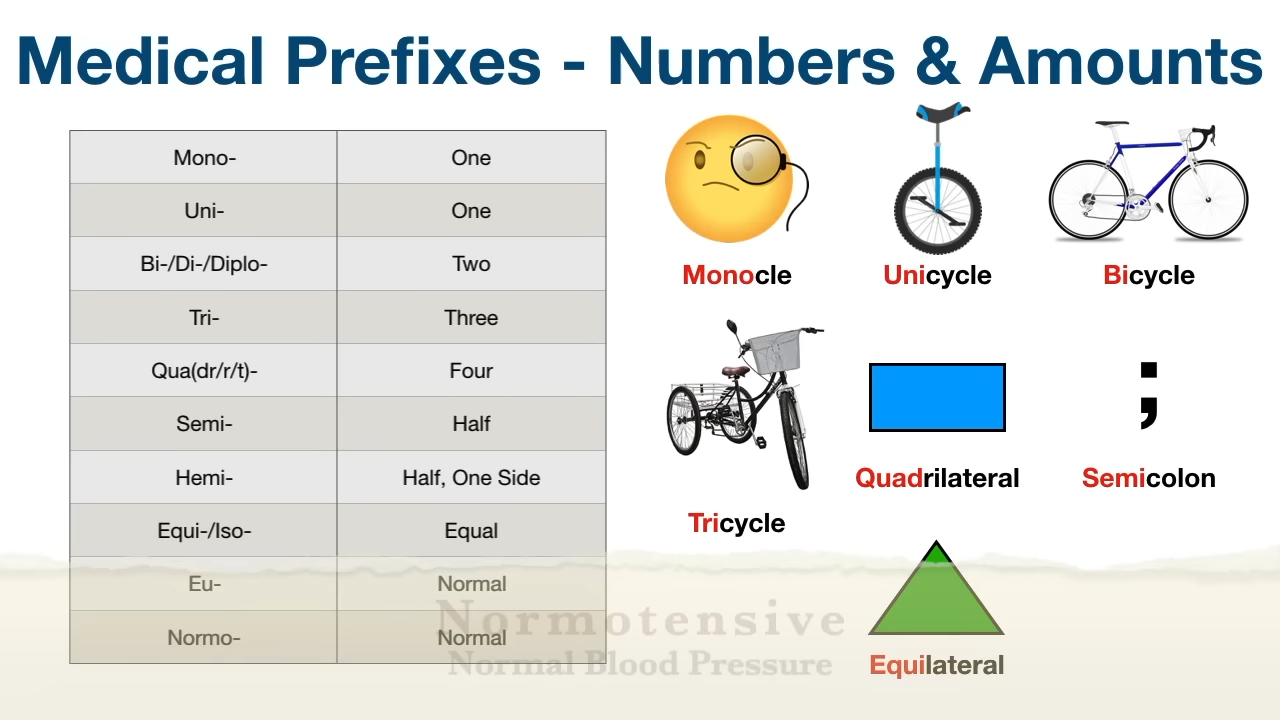 Medical Prefixes - Numbers & Amounts
Mono- One
Uni- One
Bi-/Di-/Diplo- Two
Tri- Three
Qua(dr/r/t)- Four
Semi- Half
Hemi- Half, One Side
Equi-/Iso- Equal
Eu- Normal
Normo- Normal
Monocle
Unicycle
Bicycle
Tricycle
Quadrilateral
;
Semicolon
Equilateral
Normotensive
Normal Blood Pressure